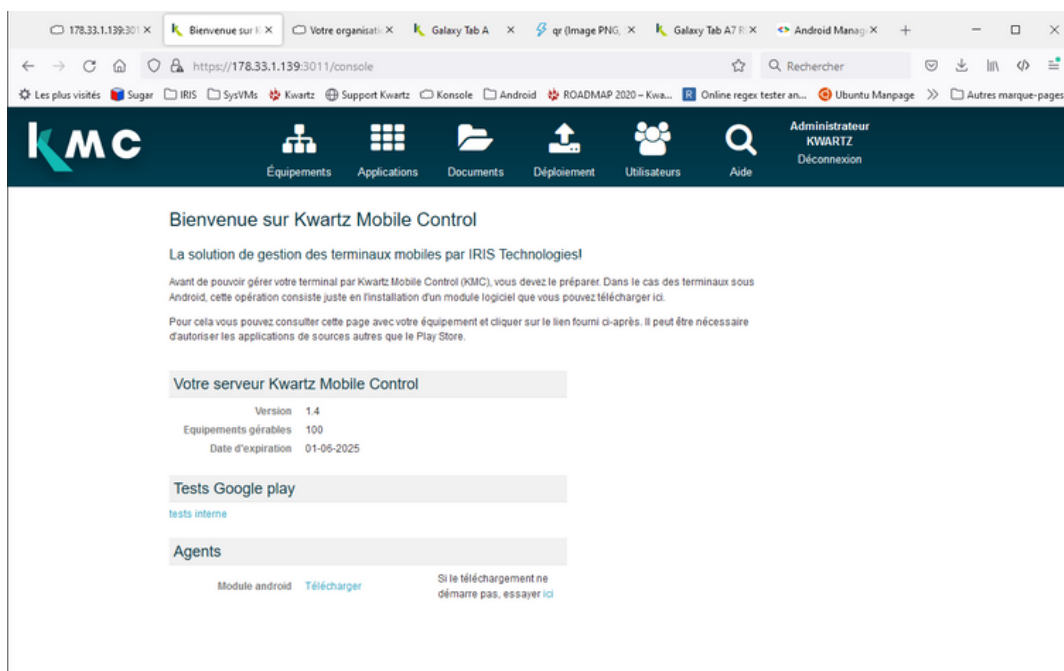 178.33.1.139:301
Bienvenue sur K
Votre organisatio
Galaxy Tab A
qr (Image PNG,
Galaxy Tab A7 R
Android Manag
https://178.33.1.139:3011/console
Rechercher
Les plus visités Sugar IRIS SysVMs Kwartz Support Kwartz Konsole Android ROADMAP 2020 – Kwa... Online regex tester an... Ubuntu Manpage Autres marque-pages
KMC
Équipements Applications Documents Déploiement Utilisateurs Aide
Administrateur
KWARTZ
Déconnexion
Bienvenue sur Kwartz Mobile Control
La solution de gestion des terminaux mobiles par IRIS Technologies!
Avant de pouvoir gérer votre terminal par Kwartz Mobile Control (KMC), vous devez le préparer. Dans le cas des terminaux sous
Android, cette opération consiste juste en l'installation d'un module logiciel que vous pouvez télécharger ici.
Pour cela vous pouvez consulter cette page avec votre équipement et cliquer sur le lien fourni ci-après. Il peut être nécessaire
d'autoriser les applications de sources autres que le Play Store.
Votre serveur Kwartz Mobile Control
Version 1.4
Equipements gérables 100
Date d'expiration 01-06-2025
Tests Google play
tests interne
Agents
Module android Télécharger
Si le téléchargement ne
démarre pas, essayer ici